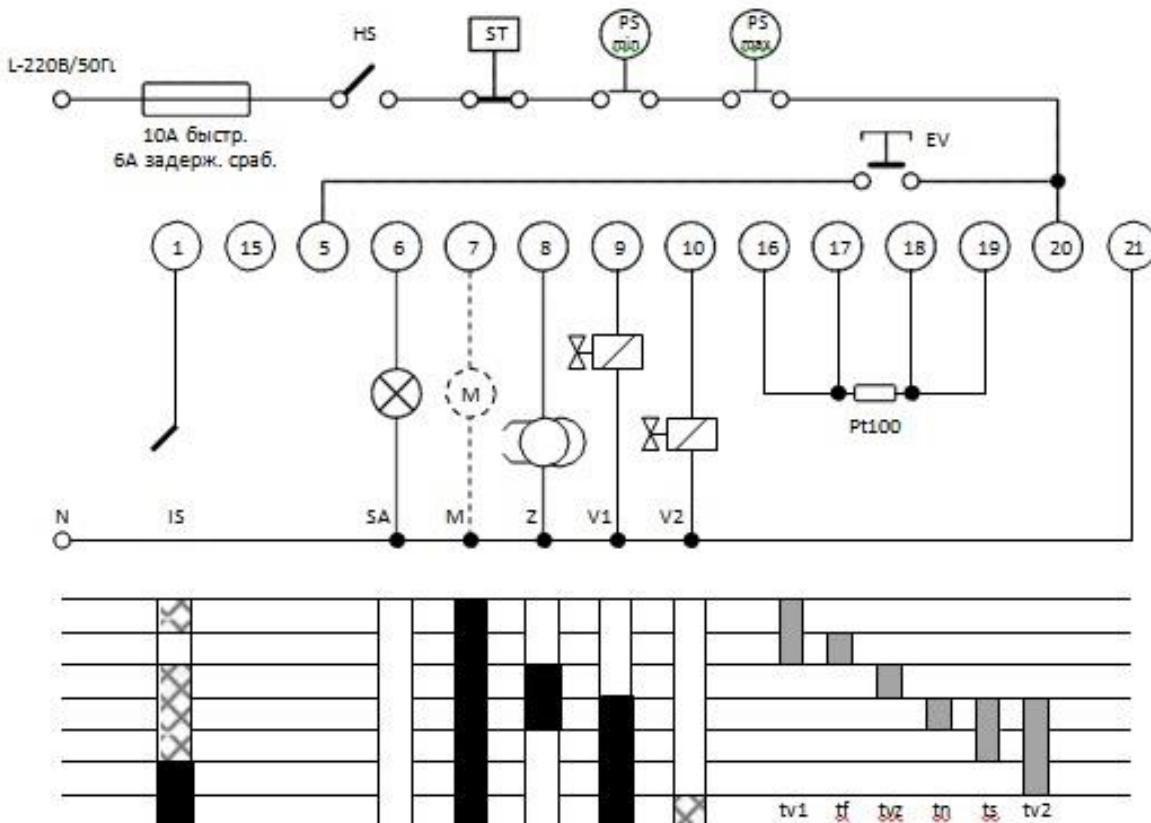 HS ST PS min PS max
L-220В/50Гц
10А быстр.
6А задерж. сраб.
EV
1 15 5 6 7 8 9 10 16 17 18 19 20 21
M
Pt100
N IS SA M Z V1 V2
tv1 tf tvz tn ts tv2